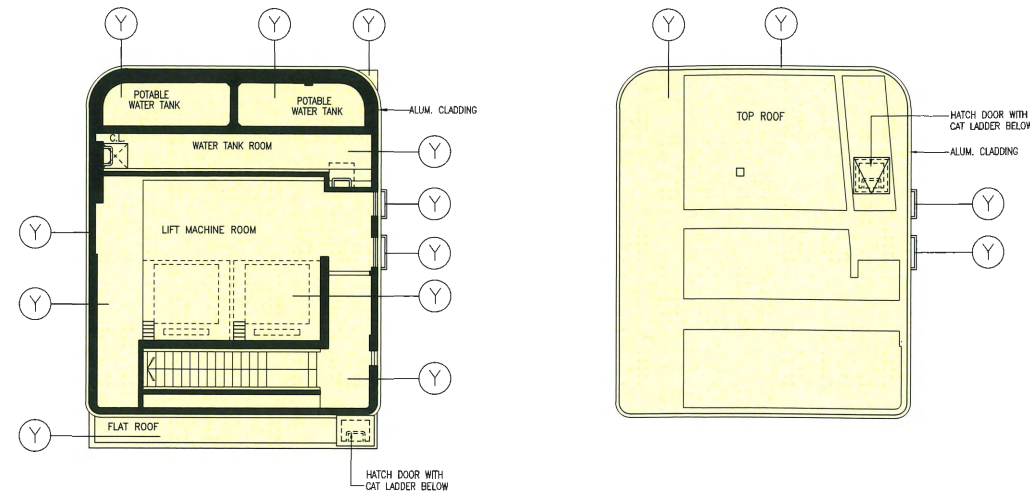 Y
Y
Y
POTABLE
WATER TANK
POTABLE
WATER TANK
ALUM. CLADDING
C.L.
WATER TANK ROOM
Y
Y
LIFT MACHINE ROOM
Y
Y
Y
Y
Y
Y
FLAT ROOF
HATCH DOOR WITH
CAT LADDER BELOW
Y
Y
TOP ROOF
HATCH DOOR WITH
CAT LADDER BELOW
ALUM. CLADDING
Y
Y